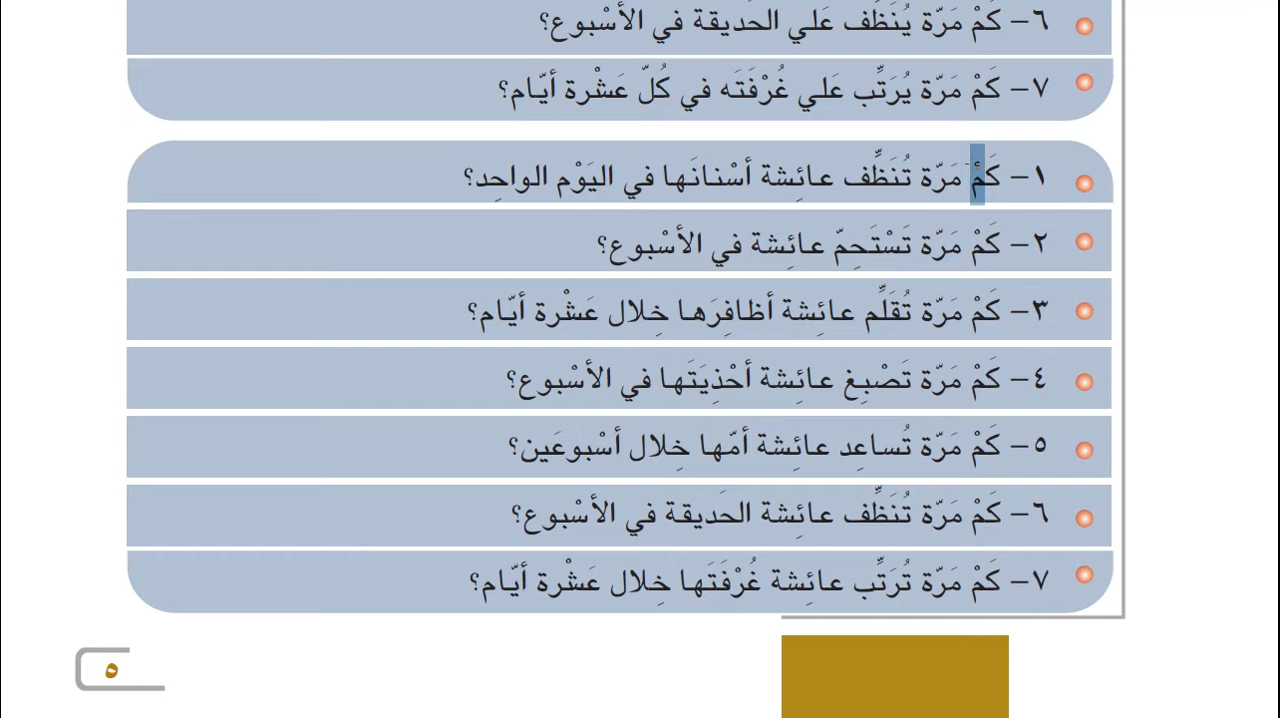 ٦- كَمْ مَرّة يُنَظِّف عَلي الحَديقة في الأسْبوع؟
٧- كَمْ مَرّة يُرَتِّب عَلي غُرْفَتَه في كُلّ عَشْرة أيّام؟
١- كَمْ مَرّة تُنَظِّف عائِشة أسْنانَها في اليَوْم الواحِد؟
٢- كَمْ مَرّة تَسْتَحِمّ عائِشة في الأسْبوع؟
٣- كَمْ مَرّة تُقَلِّم عائِشة أظافِرَها خِلال عَشْرة أيّام؟
٤- كَمْ مَرّة تَصْبِغ عائِشة أحْذِيَتَها في الأسْبوع؟
٥- كَمْ مَرّة تُساعِد عائِشة أمّها خِلال أسْبوعَين؟
٦- كَمْ مَرّة تُنَظِّف عائِشة الحَديقة في الأسْبوع؟
٧- كَمْ مَرّة تُرَتِّب عائِشة غُرْفَتَها خِلال عَشْرة أيّام؟
٥